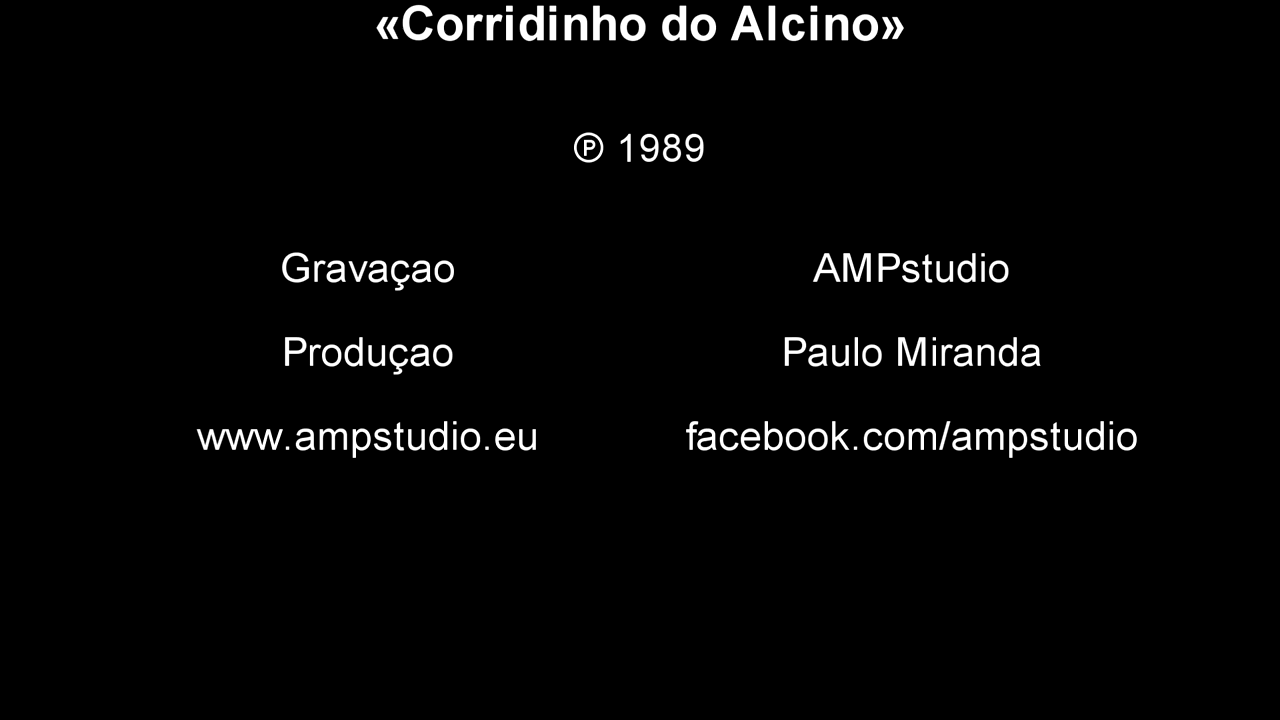 «Corridinho do Alcino»
℗ 1989
Gravaçao AMPstudio
Produçao Paulo Miranda
www.ampstudio.eu facebook.com/ampstudio